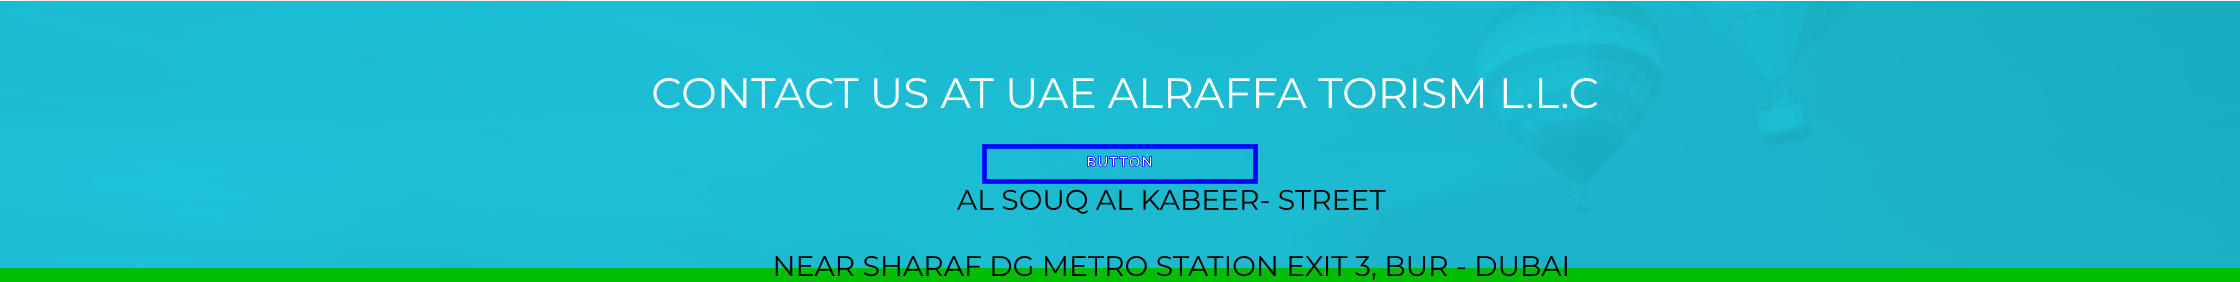 CONTACT US AT UAE ALRAFFA TORISM L.L.C
BUTTON
AL SOUQ AL KABEER- STREET
NEAR SHARAF DG METRO STATION EXIT 3, BUR - DUBAI